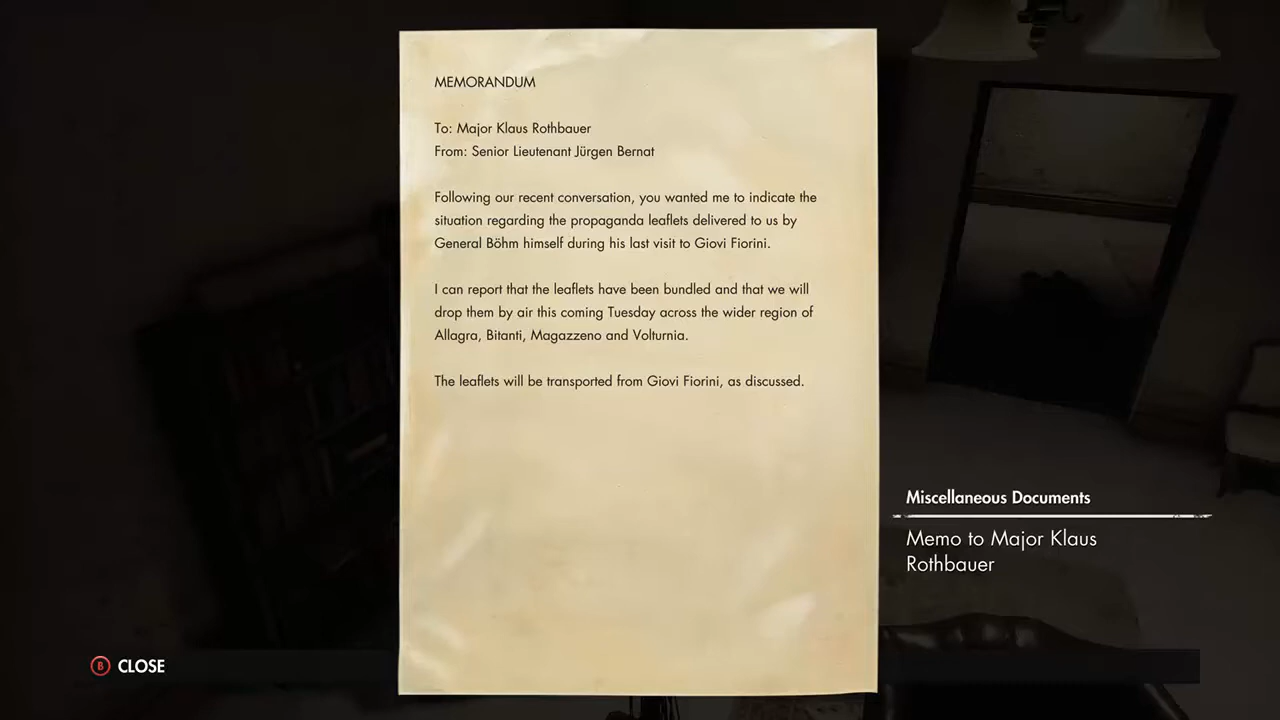 MEMORANDUM
To: Major Klaus Rothbauer
From: Senior Lieutenant Jürgen Bernat
Following our recent conversation, you wanted me to indicate the
situation regarding the propaganda leaflets delivered to us by
General Böhm himself during his last visit to Giovi Fiorini.
I can report that the leaflets have been bundled and that we will
drop them by air this coming Tuesday across the wider region of
Allagra, Bitanti, Magazzeno and Volturnia.
The leaflets will be transported from Giovi Fiorini, as discussed.
Miscellaneous Documents
Memo to Major Klaus
Rothbauer
B CLOSE